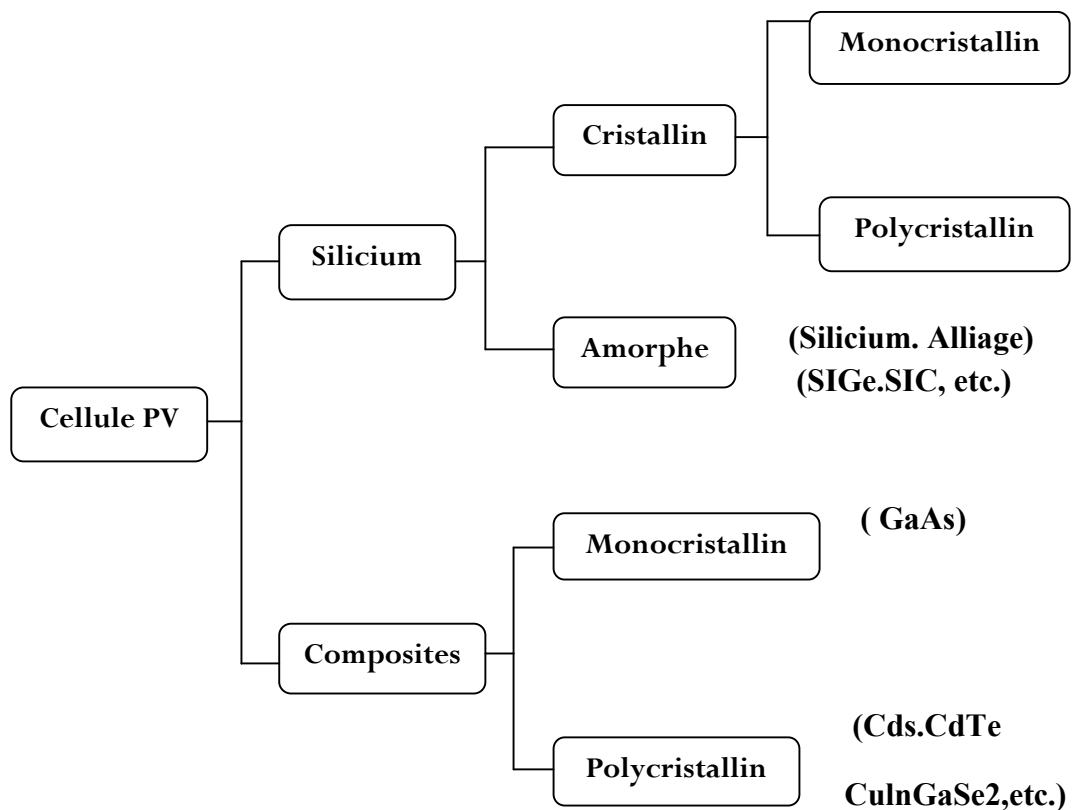 Monocristallin
Cristallin
Polycristallin
Silicium
Amorphe
(Silicium. Alliage)
(SIGe.SIC, etc.)
Cellule PV
Monocristallin
( GaAs)
Composites
Polycristallin
(Cds.CdTe
CulnGaSe2,etc.)